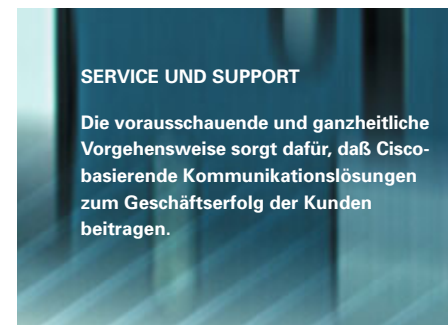 SERVICE UND SUPPORT
Die vorausschauende und ganzheitliche
Vorgehensweise sorgt dafür, daß Cisco-
basierende Kommunikationslösungen
zum Geschäftserfolg der Kunden
beitragen.